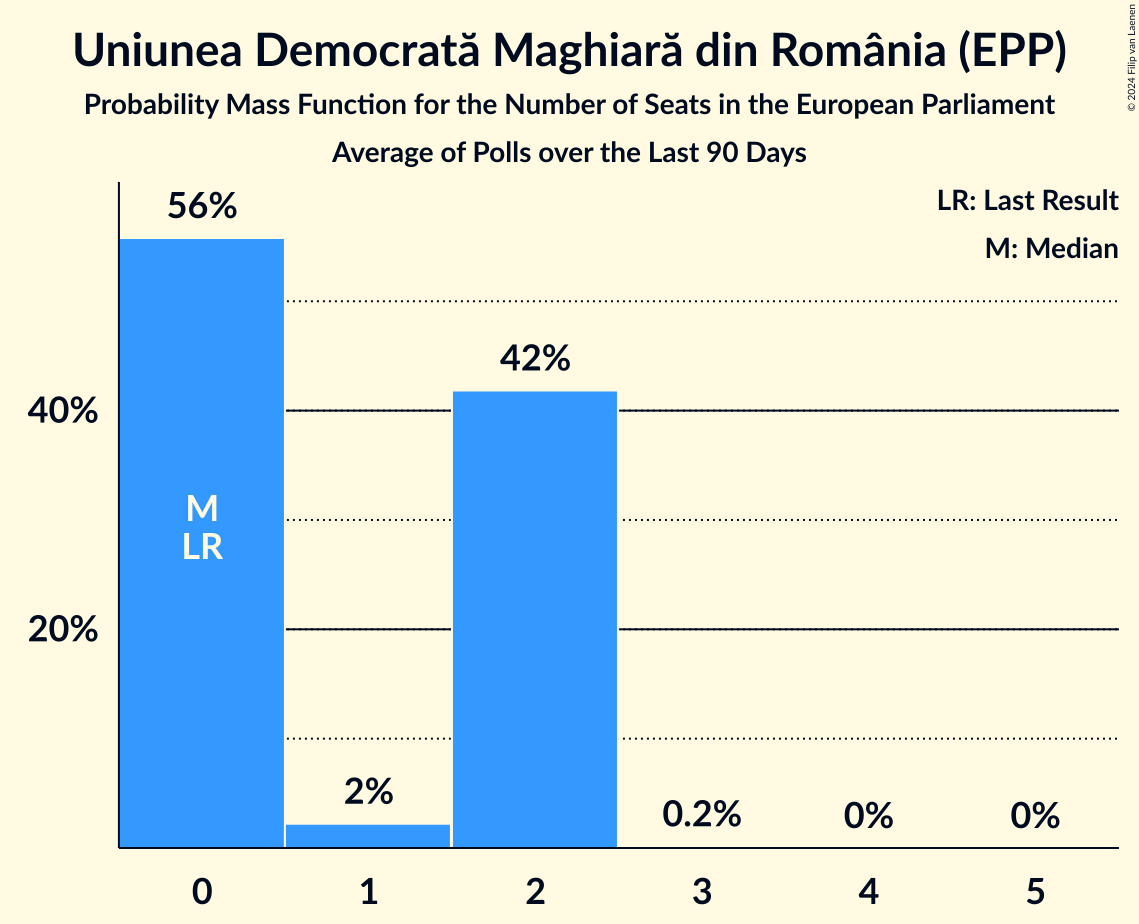 Uniunea Democrată Maghiară din România (EPP)
Probability Mass Function for the Number of Seats in the European Parliament
Average of Polls over the Last 90 Days
© 2024 Filip van Laenen
LR: Last Result
M: Median
56%
42%
40%
M
LR
20%
2%
0.2%
0%
0%
0
1
2
3
4
5